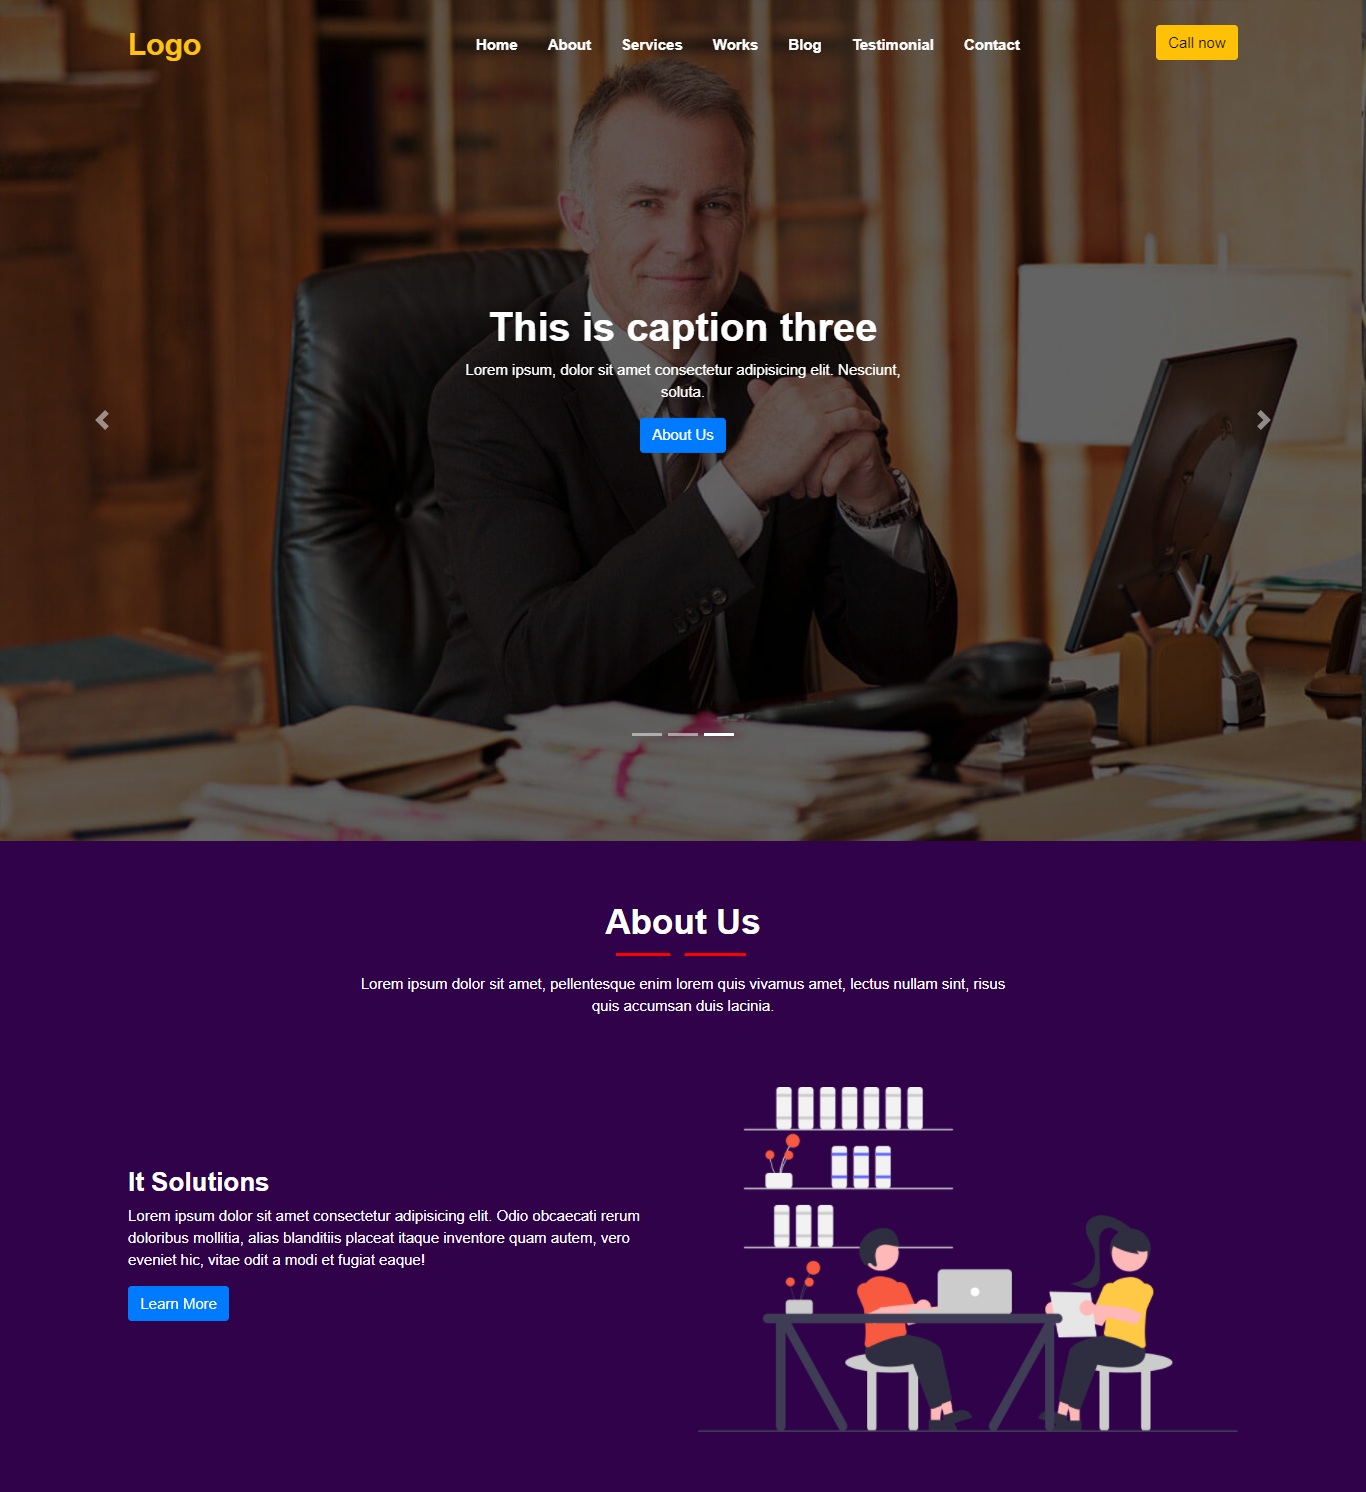 Logo
Home About Services Works Blog Testimonial Contact
Call now
This is caption three
Lorem ipsum, dolor sit amet consectetur adipisicing elit. Nesciunt,
soluta.
About Us
About Us
Lorem ipsum dolor sit amet, pellentesque enim lorem quis vivamus amet, lectus nullam sint, risus
quis accumsan duis lacinia.
It Solutions
Lorem ipsum dolor sit amet consectetur adipisicing elit. Odio obcaecati rerum
doloribus mollitia, alias blanditiis placeat itaque inventore quam autem, vero
eveniet hic, vitae odit a modi et fugiat eaque!
Learn More